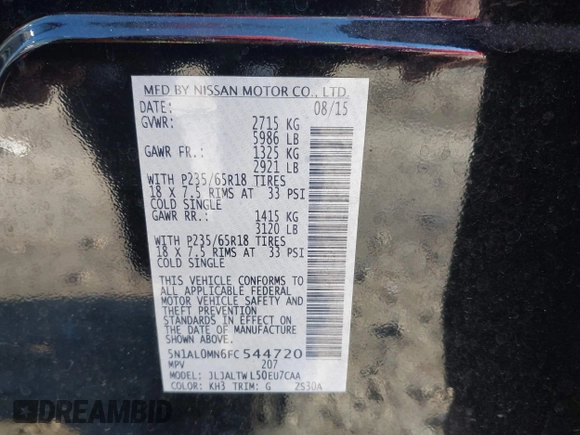 MFD BY NISSAN MOTOR CO., LTD.
DATE: 08/15
GVWR: 2715 KG
5986 LB
GAWR FR.: 1325 KG
2921 LB
WITH P235/65R18 TIRES
18 X 7.5 RIMS AT 33 PSI
COLD SINGLE
GAWR RR.: 1415 KG
3120 LB
WITH P235/65R18 TIRES
18 X 7.5 RIMS AT 33 PSI
COLD SINGLE
THIS VEHICLE CONFORMS TO
ALL APPLICABLE FEDERAL
MOTOR VEHICLE SAFETY AND
THEFT PREVENTION
STANDARDS IN EFFECT ON
THE DATE OF MANUFACTURE
SHOWN ABOVE.
5N1AL0MN6FC544720
MPV 207
MODEL: JLJALTWL50EU7CAA
COLOR: KH3 TRIM: G 2S30A
DREAMBID